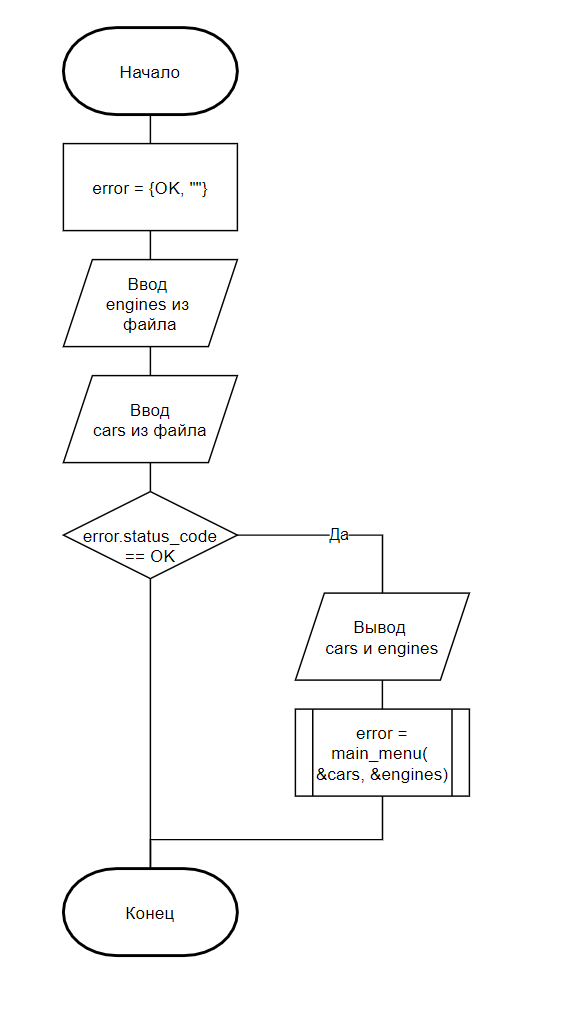 Начало
error = {OK, ""}
Ввод
engines из
файла
Ввод
cars из файла
error.status_code
== OK
Да
Вывод
cars и engines
error =
main_menu(
&cars, &engines)
Конец